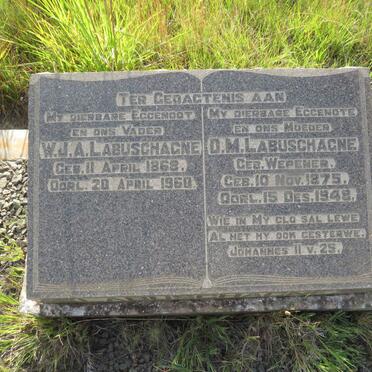 TER GEDAGTENIS AAN
MY DIERBARE EGGENOOT
EN ONS VADER
W.J.A. LABUSCHAGNE
GEB. 11 APRIL 1868.
OORL. 20 APRIL 1960.
MY DIERBARE EGGENOTE
EN ONS MOEDER
D.M. LABUSCHAGNE
GEB. WEPENER.
GEB. 10 NOV. 1875.
OORL. 15 DES. 1948.
WIE IN MY GLO SAL LEWE
AL HET HY OOK GESTERWE.
JOHANNES 11 V. 25.